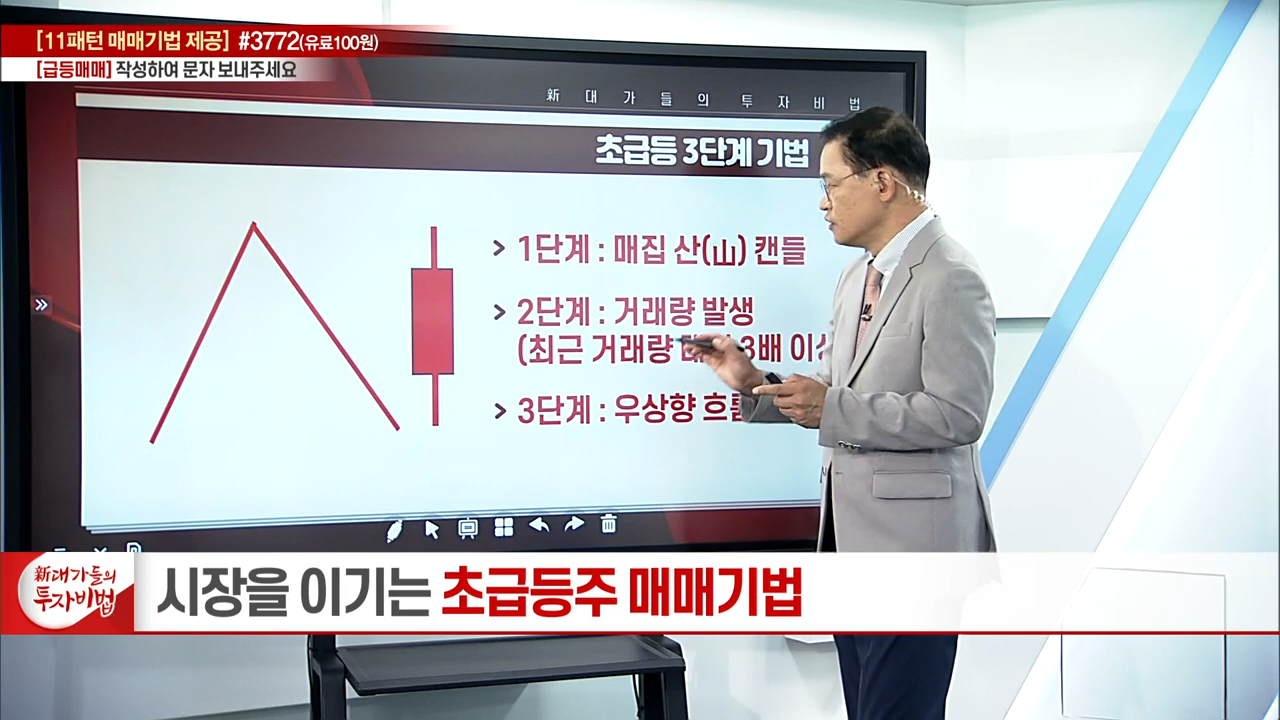 [11패턴 매매기법 제공] #3772(유료100원)
[급등매매] 작성하여 문자 보내주세요
新 대 가 들 의 투 자 비 법
초급등 3단계 기법
> 1단계 : 매집 산(山) 캔들
> 2단계 : 거래량 발생
(최근 거래량 3배
> 3단계 : 우상향
新대가들의
투자비법
시장을 이기는 초급등주 매매기법